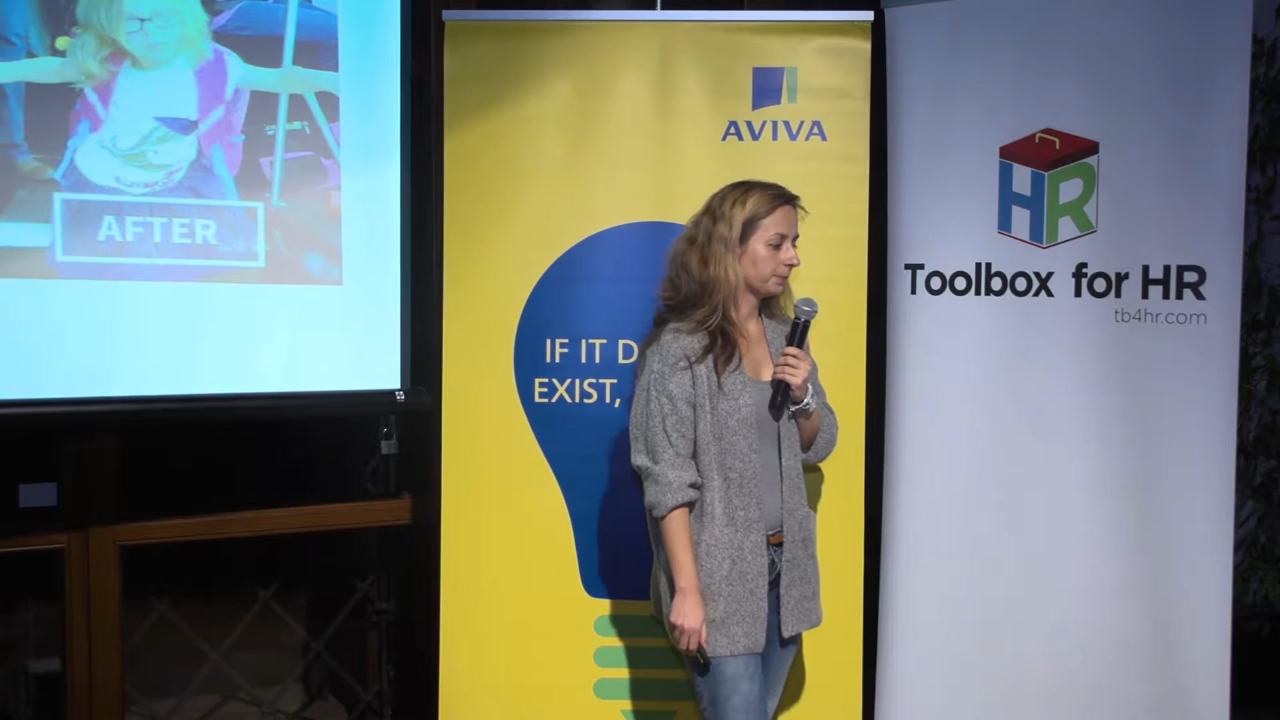 AFTER
AVIVA
IF IT D
EXIST,
HR
Toolbox for HR
tb4hr.com